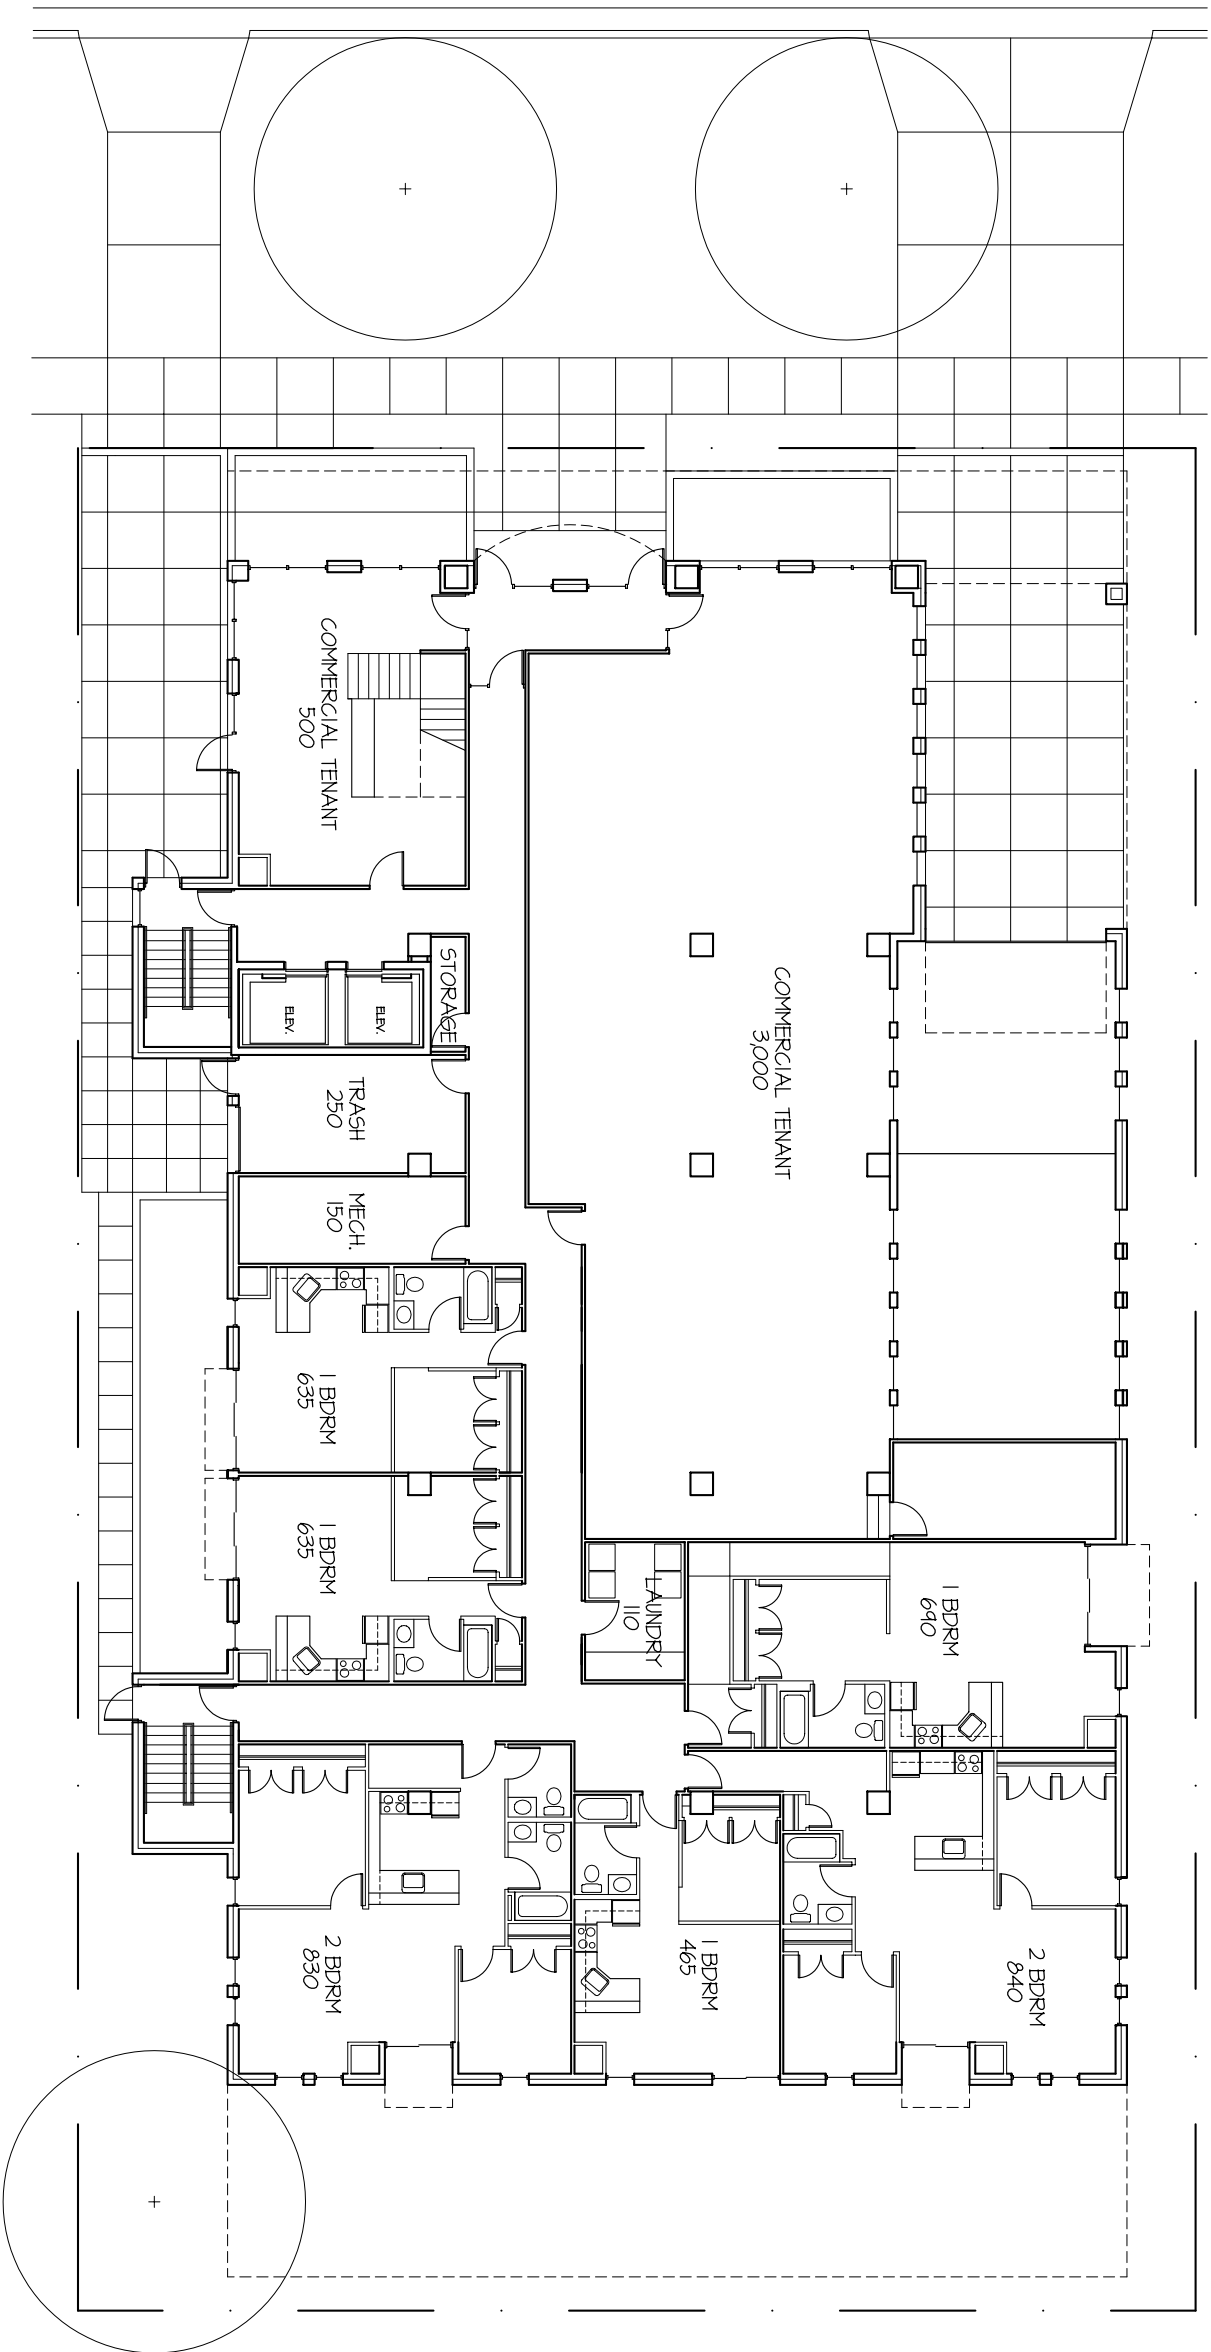 COMMERCIAL TENANT
500
STORAGE
ELEV.
ELEV.
COMMERCIAL TENANT
3,000
TRASH
250
MECH.
150
1 BDRM
635
1 BDRM
635
LAUNDRY
110
1 BDRM
690
2 BDRM
830
1 BDRM
465
2 BDRM
840